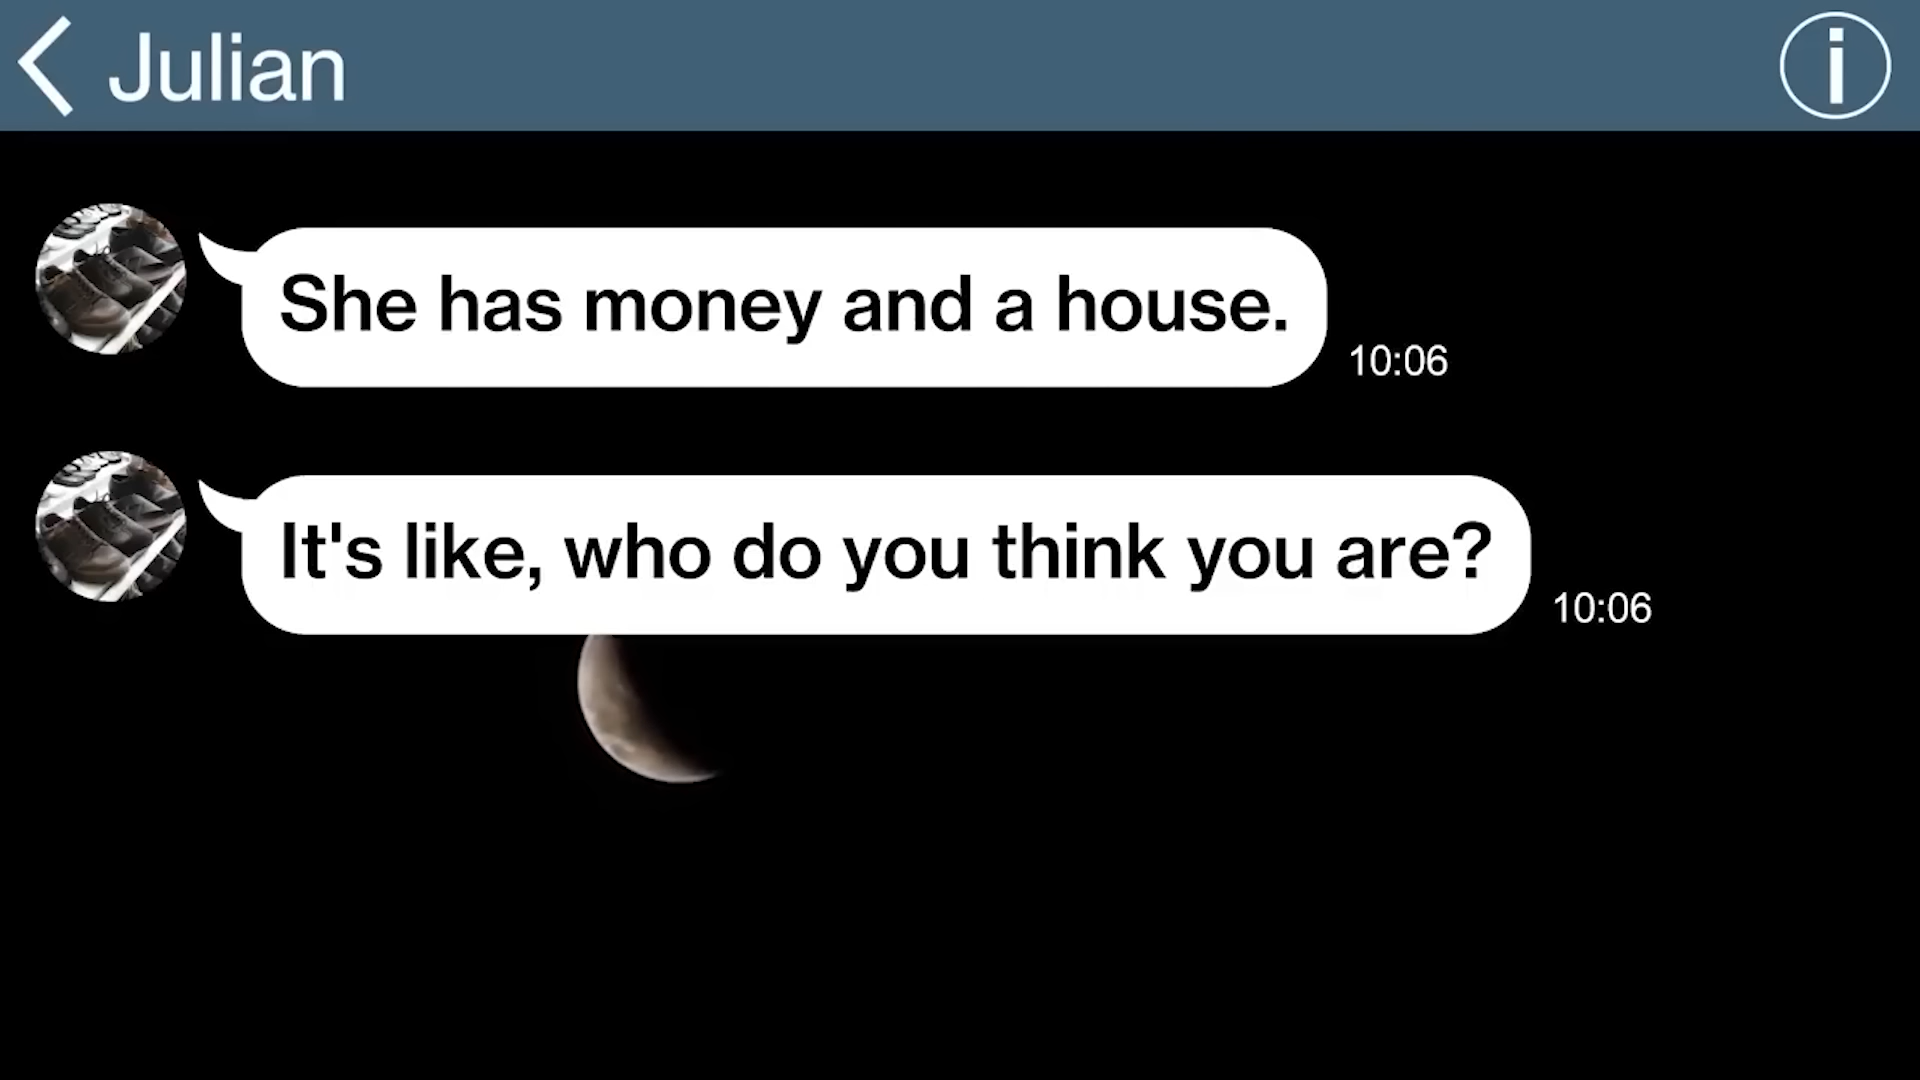 Julian
She has money and a house.
10:06
It's like, who do you think you are?
10:06